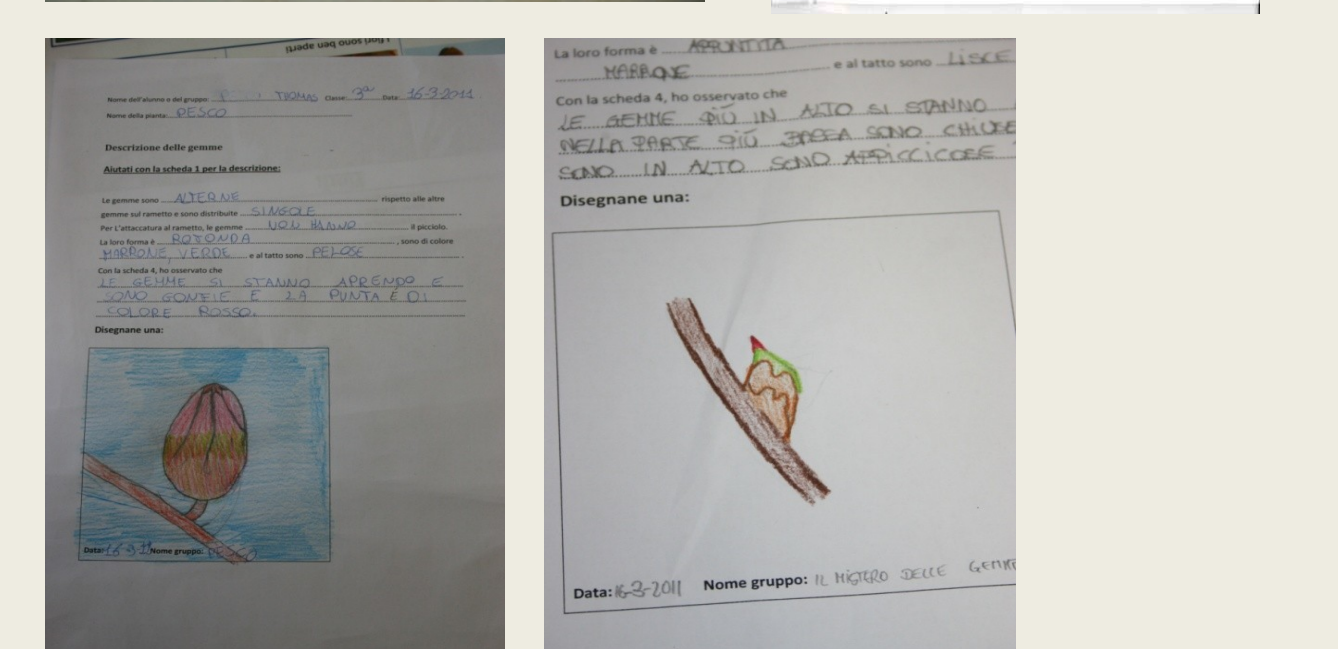 i fiori sono ben aperti
Nome dell'alunno o del gruppo: THOMAS Classe: 3ª Data: 16-3-2011
Nome della pianta: PESCO
Descrizione delle gemme
Aiutati con la scheda 1 per la descrizione:
Le gemme sono ALTERNE rispetto alle altre
gemme sul rametto e sono distribuite SINGOLE.
Per L'attaccatura al rametto, le gemme NON HANNO il picciolo.
La loro forma è ROTONDA, sono di colore
MARRONE, VERDE e al tatto sono PELOSE.
Con la scheda 4, ho osservato che
LE GEMME SI STANNO APRENDO E
SONO GONFIE E LA PUNTA È DI
COLORE ROSSO.
Disegnane una:
Data: Nome gruppo: PESCO
La loro forma è APPUNTITA
MARRONE e al tatto sono LISCE
Con la scheda 4, ho osservato che
LE GEMME PIÙ IN ALTO SI STANNO
NELLA PARTE PIÙ BASSA SONO CHIUSE
SONO IN ALTO SONO APPICCICOSE
Disegnane una:
Data: 16-3-2011 Nome gruppo: IL MISTERO DELLE GEMME